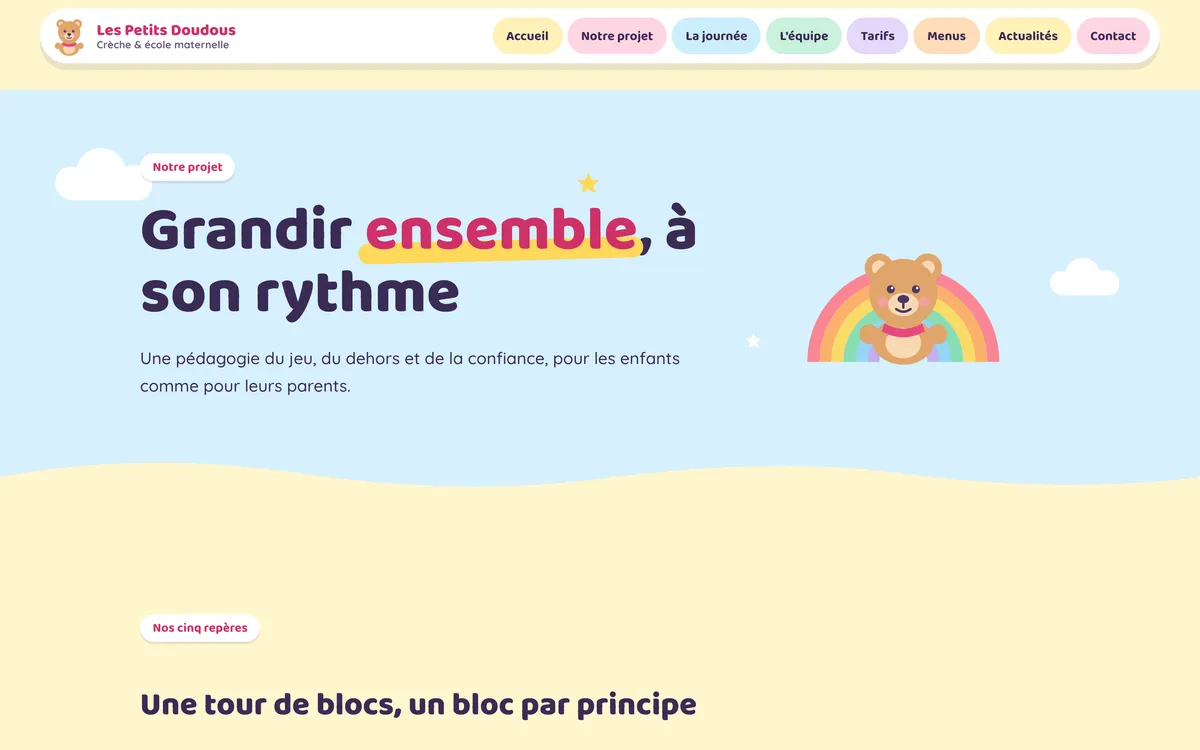 Les Petits Doudous
Crèche & école maternelle
Accueil
Notre projet
La journée
L'équipe
Tarifs
Menus
Actualités
Contact
Notre projet
Grandir ensemble, à
son rythme
Une pédagogie du jeu, du dehors et de la confiance, pour les enfants
comme pour leurs parents.
Nos cinq repères
Une tour de blocs, un bloc par principe